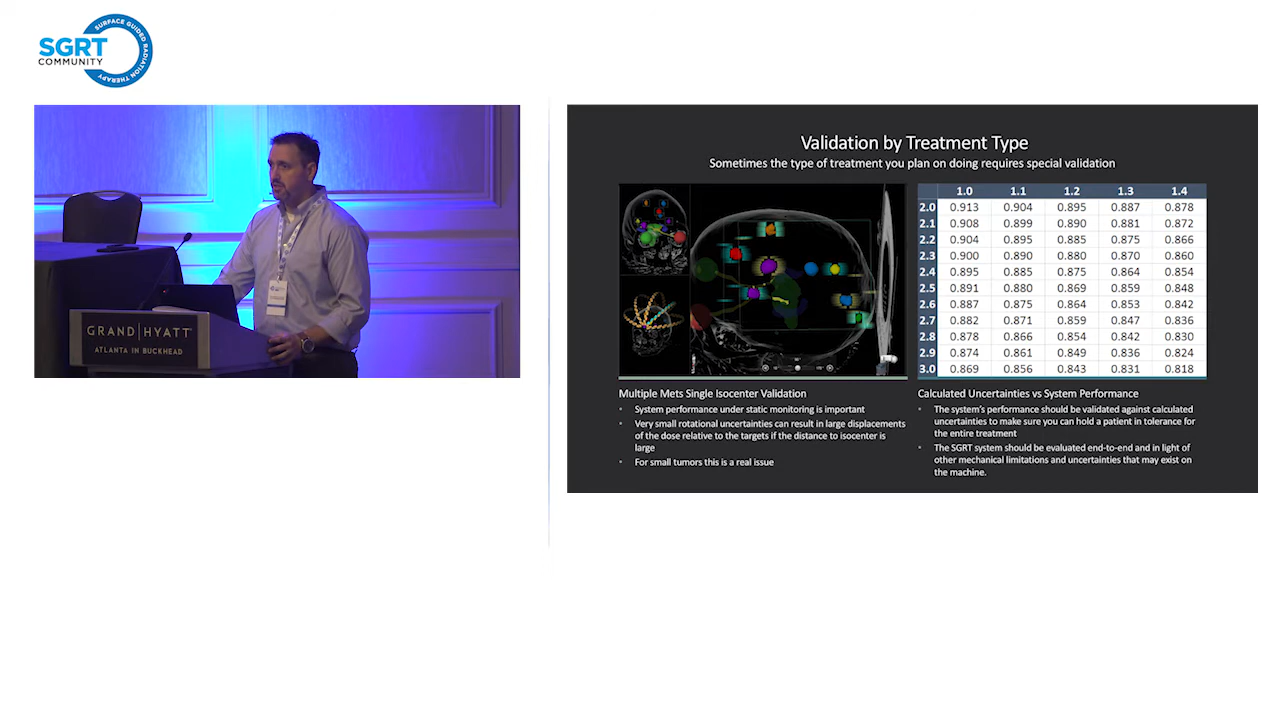 SURFACE GUIDED
RADIATION THERAPY
SGRT
COMMUNITY
GRAND HYATT
ATLANTA IN BUCKHEAD
Validation by Treatment Type
Sometimes the type of treatment you plan on doing requires special validation
1.0 1.1 1.2 1.3 1.4
2.0 0.913 0.904 0.895 0.887 0.878
2.1 0.908 0.899 0.890 0.881 0.872
2.2 0.904 0.895 0.885 0.875 0.866
2.3 0.900 0.890 0.880 0.870 0.860
2.4 0.895 0.885 0.875 0.864 0.854
2.5 0.891 0.880 0.869 0.859 0.848
2.6 0.887 0.875 0.864 0.853 0.842
2.7 0.882 0.871 0.859 0.847 0.836
2.8 0.878 0.866 0.854 0.842 0.830
2.9 0.874 0.861 0.849 0.836 0.824
3.0 0.869 0.856 0.843 0.831 0.818
Multiple Mets Single Isocenter Validation
System performance under static monitoring is important
Very small rotational uncertainties can result in large displacements
of the dose relative to the targets if the distance to isocenter is
large
For small tumors this is a real issue
Calculated Uncertainties vs System Performance
The system's performance should be validated against calculated
uncertainties to make sure you can hold a patient in tolerance for
the entire treatment
The SGRT system should be evaluated end-to-end and in light of
other mechanical limitations and uncertainties that may exist on
the machine.